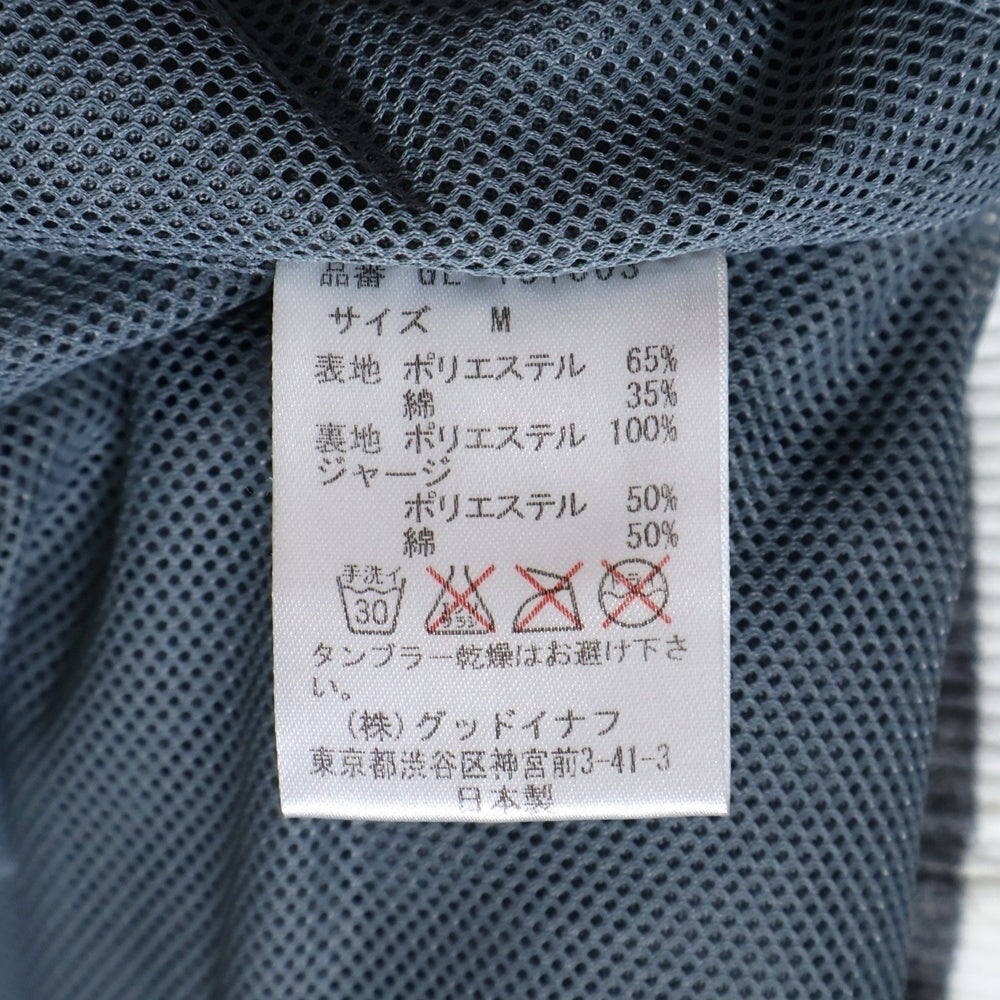 品番
サイズ M
表地 ポリエステル 65%
綿 35%
裏地 ポリエステル 100%
ジャージ
ポリエステル 50%
綿 50%
手洗イ
30
タンブラー乾燥はお避け下さ
い。
(株)グッドイナフ
東京都渋谷区神宮前3-41-3
日本製